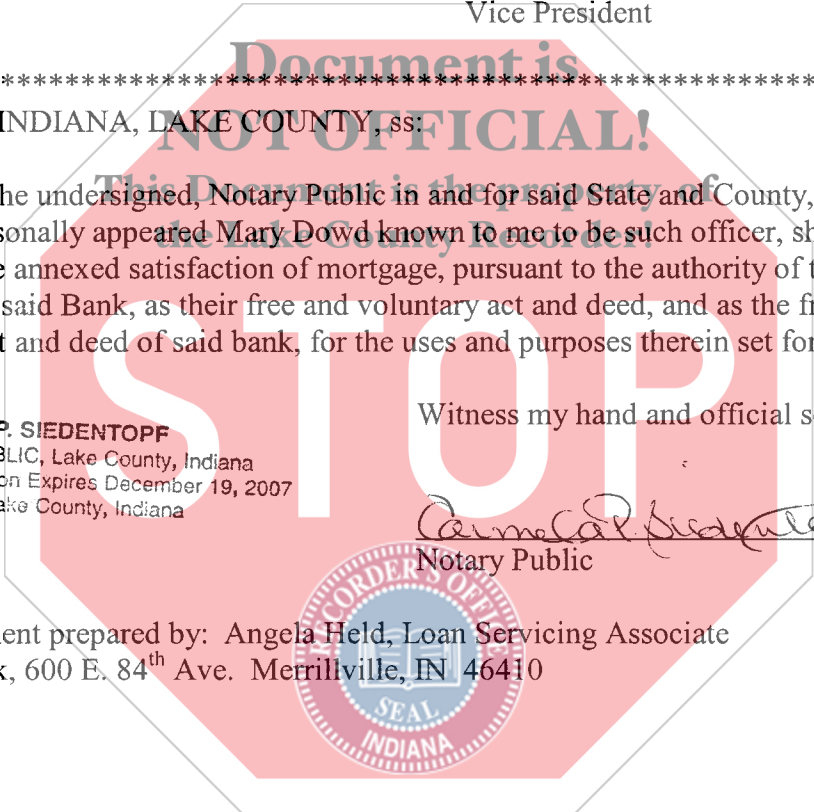 Vice President
Document is
NOT OFFICIAL!
This Document is the property of
the Lake County Recorder!
INDIANA, LAKE COUNTY, ss:
he undersigned, Notary Public in and for said State and County,
sonally appeared Mary Dowd known to me to be such officer, sh
e annexed satisfaction of mortgage, pursuant to the authority of t
said Bank, as their free and voluntary act and deed, and as the fr
t and deed of said bank, for the uses and purposes therein set for
STOP
Witness my hand and official s
P. SIEDENTOPF
BLIC, Lake County, Indiana
on Expires December 19, 2007
ake County, Indiana
Notary Public
RECORDER'S OFFICE
SEAL
INDIANA
ent prepared by: Angela Held, Loan Servicing Associate
k, 600 E. 84th Ave. Merrillville, IN 46410